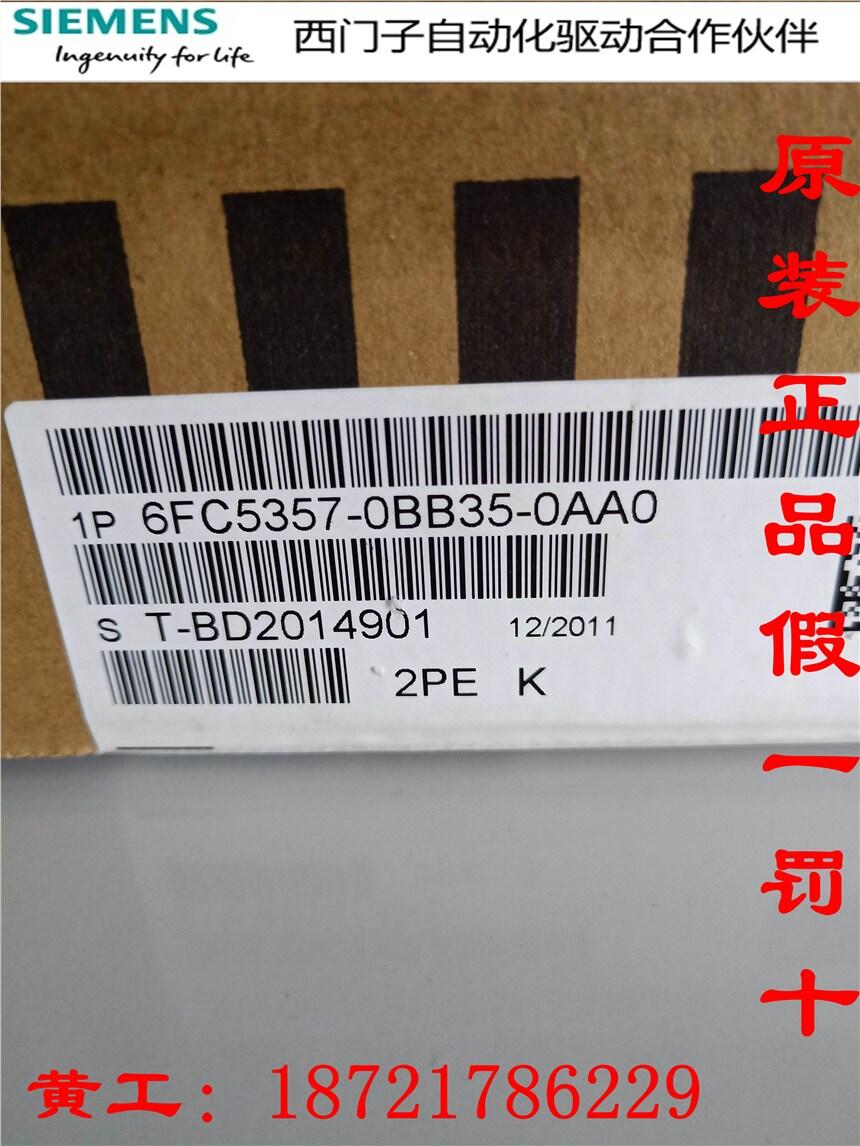 SIEMENS
Ingenuity for life
西门子自动化驱动合作伙伴
1P 6FC5357-0BB35-0AA0
S T-BD2014901 12/2011
2PE K
原装正品假一罚十
黄工：18721786229